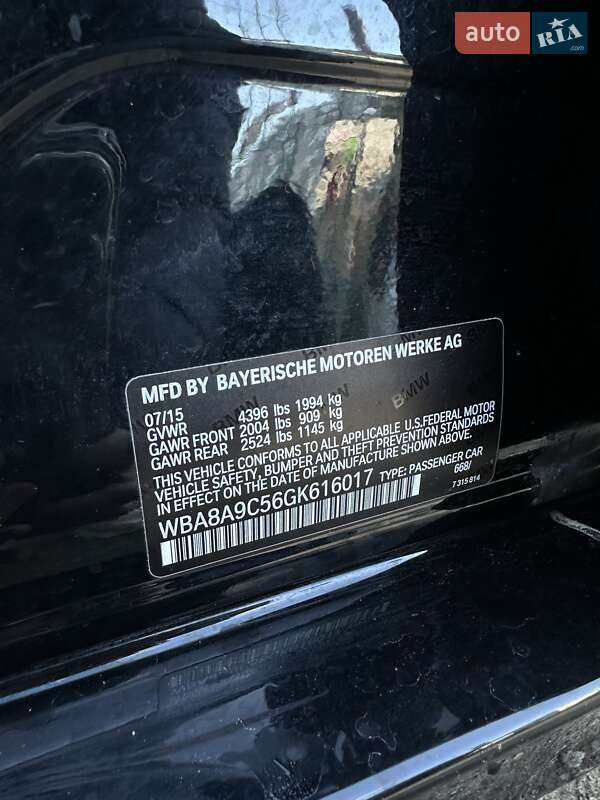 auto RIA .com
MFD BY BAYERISCHE MOTOREN WERKE AG
07/15
GVWR 4396 lbs 1994 kg
GAWR FRONT 2004 lbs 909 kg
GAWR REAR 2524 lbs 1145 kg
THIS VEHICLE CONFORMS TO ALL APPLICABLE U.S.FEDERAL MOTOR
VEHICLE SAFETY, BUMPER AND THEFT PREVENTION STANDARDS
IN EFFECT ON THE DATE OF MANUFACTURE SHOWN ABOVE.
WBA8A9C56GK616017 TYPE: PASSENGER CAR
668/
7 315 814
BMW
BMW